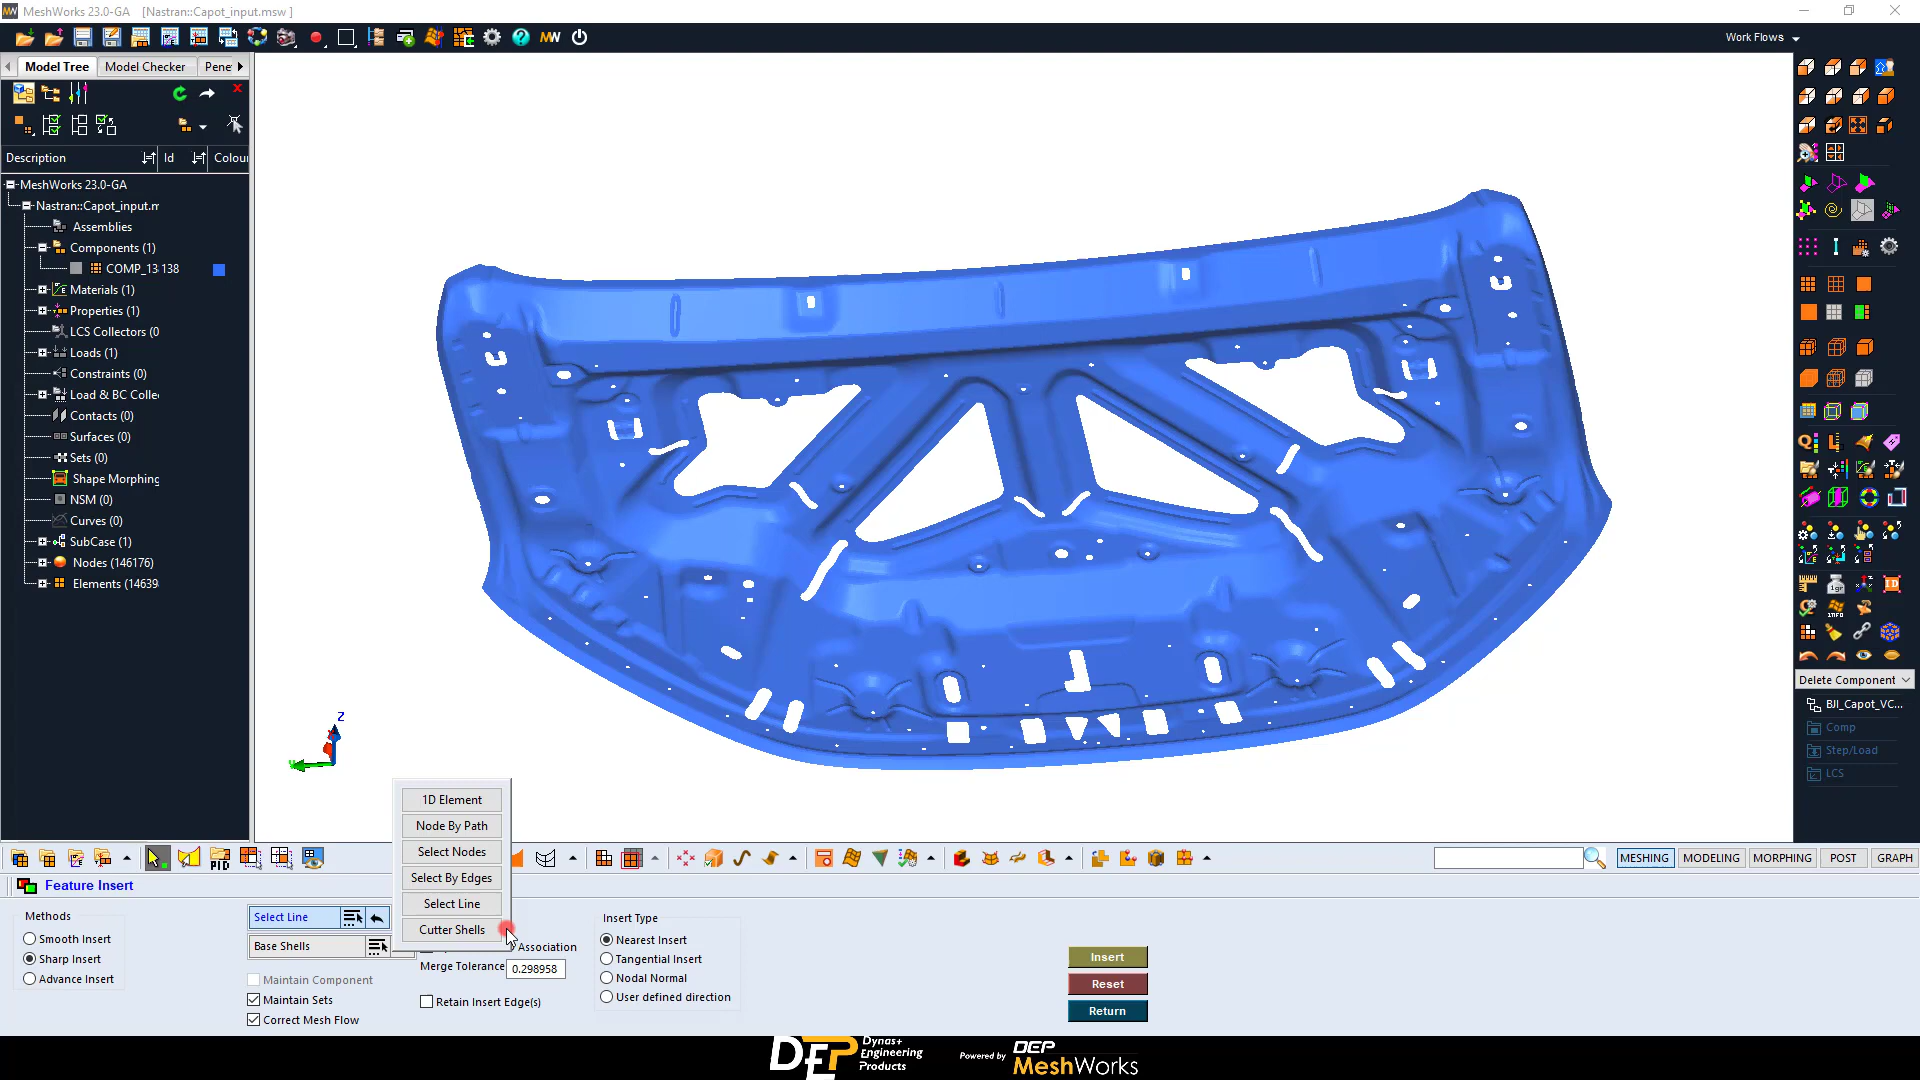 MeshWorks 23.0-GA [Nastran::Capot_input.msw ]
Work Flows
Model Tree
Model Checker
Pene
Description
Id
Colour
MeshWorks 23.0-GA
Nastran::Capot_input.m
Assemblies
Components (1)
COMP_13 138
Materials (1)
Properties (1)
LCS Collectors (0
Loads (1)
Constraints (0)
Load & BC Colle
Contacts (0)
Surfaces (0)
Sets (0)
Shape Morphing
NSM (0)
Curves (0)
SubCase (1)
Nodes (146176)
Elements (14639
Z
Delete Component
BJI_Capot_VC...
Comp
Step/Load
LCS
1D Element
Node By Path
Select Nodes
Select By Edges
Select Line
Cutter Shells
PID
MESHING
MODELING
MORPHING
POST
GRAPH
Feature Insert
Methods
Smooth Insert
Sharp Insert
Advance Insert
Select Line
Base Shells
Maintain Component
Maintain Sets
Correct Mesh Flow
Association
Merge Tolerance 0.298958
Retain Insert Edge(s)
Insert Type
Nearest Insert
Tangential Insert
Nodal Normal
User defined direction
Insert
Reset
Return
DEP Dynas+ Engineering Products
Powered by DEP MeshWorks